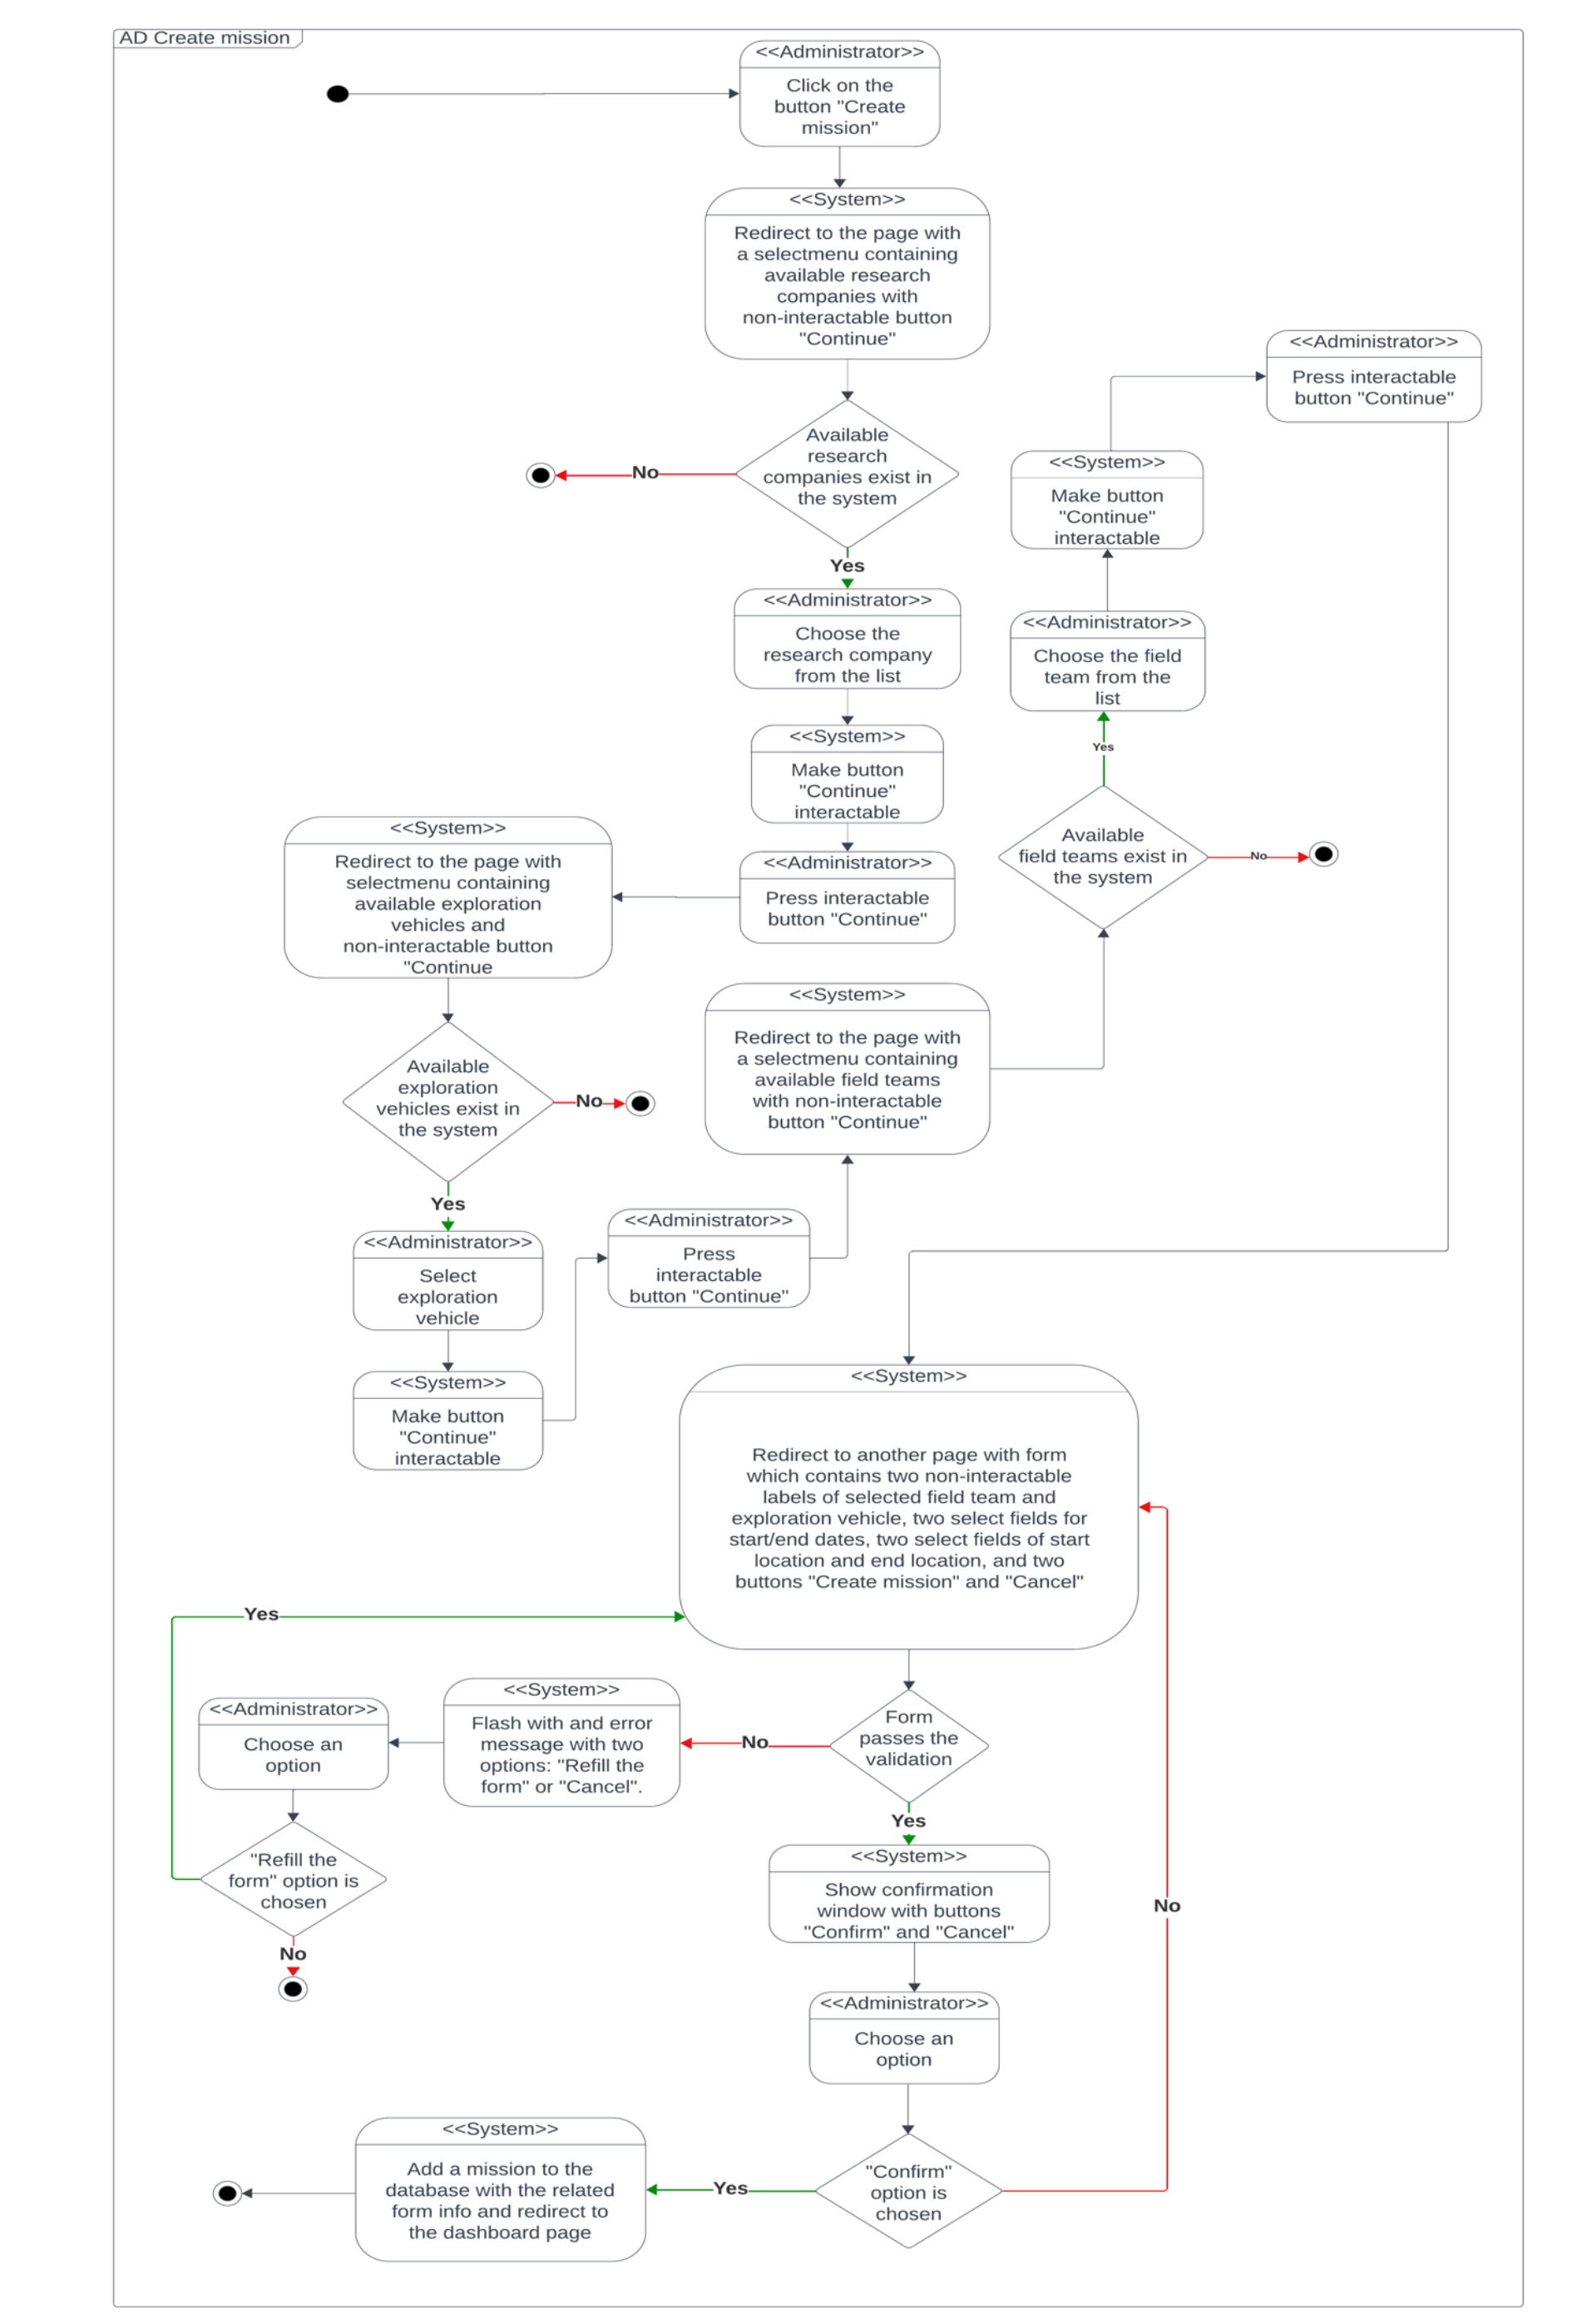 AD Create mission
<<Administrator>>
Click on the
button "Create
mission"
<<System>>
Redirect to the page with
a selectmenu containing
available research
companies with
non-interactable button
"Continue"
Available
research
companies exist in
the system
No
Yes
<<Administrator>>
Choose the
research company
from the list
<<System>>
Make button
"Continue"
interactable
<<Administrator>>
Press interactable
button "Continue"
<<System>>
Redirect to the page with
selectmenu containing
available exploration
vehicles and
non-interactable button
"Continue
Available
exploration
vehicles exist in
the system
No
Yes
<<Administrator>>
Select
exploration
vehicle
<<System>>
Make button
"Continue"
interactable
<<Administrator>>
Press
interactable
button "Continue"
<<System>>
Redirect to the page with
a selectmenu containing
available field teams
with non-interactable
button "Continue"
Available
field teams exist in
the system
No
Yes
<<Administrator>>
Choose the field
team from the
list
<<System>>
Make button
"Continue"
interactable
<<Administrator>>
Press interactable
button "Continue"
<<System>>
Redirect to another page with form
which contains two non-interactable
labels of selected field team and
exploration vehicle, two select fields for
start/end dates, two select fields of start
location and end location, and two
buttons "Create mission" and "Cancel"
Form
passes the
validation
No
<<System>>
Flash with and error
message with two
options: "Refill the
form" or "Cancel".
<<Administrator>>
Choose an
option
"Refill the
form" option is
chosen
Yes
No
Yes
<<System>>
Show confirmation
window with buttons
"Confirm" and "Cancel"
<<Administrator>>
Choose an
option
"Confirm"
option is
chosen
No
Yes
<<System>>
Add a mission to the
database with the related
form info and redirect to
the dashboard page